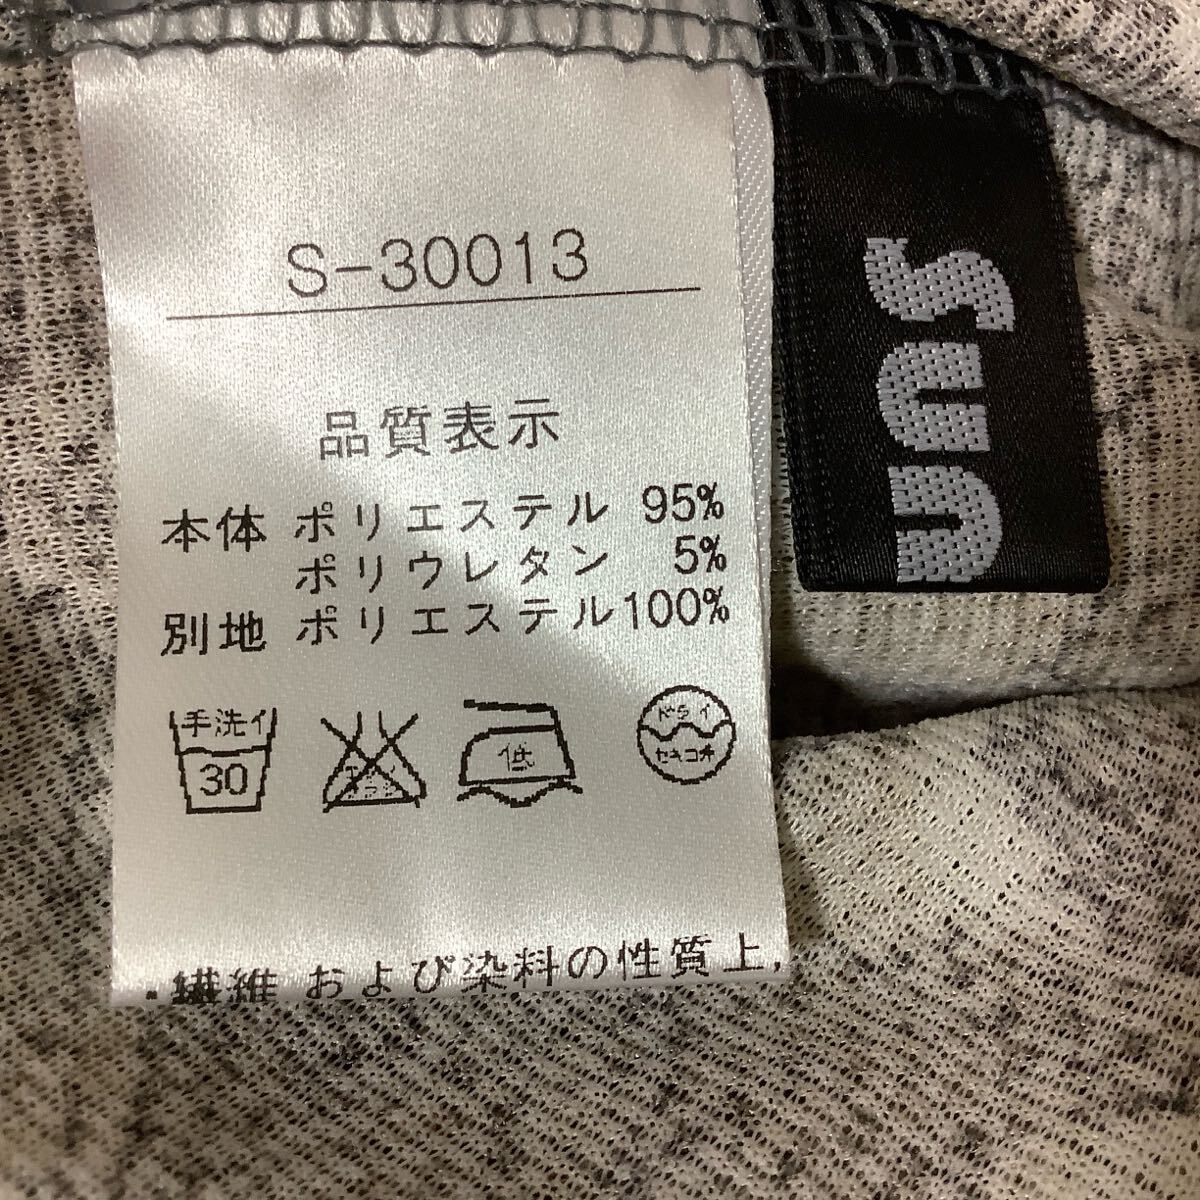 S-30013
品質表示
本体 ポリエステル 95%
ポリウレタン 5%
別地 ポリエステル100%
手洗イ
30
低
ドライ
セキユ系
・繊維 および染料の性質上,